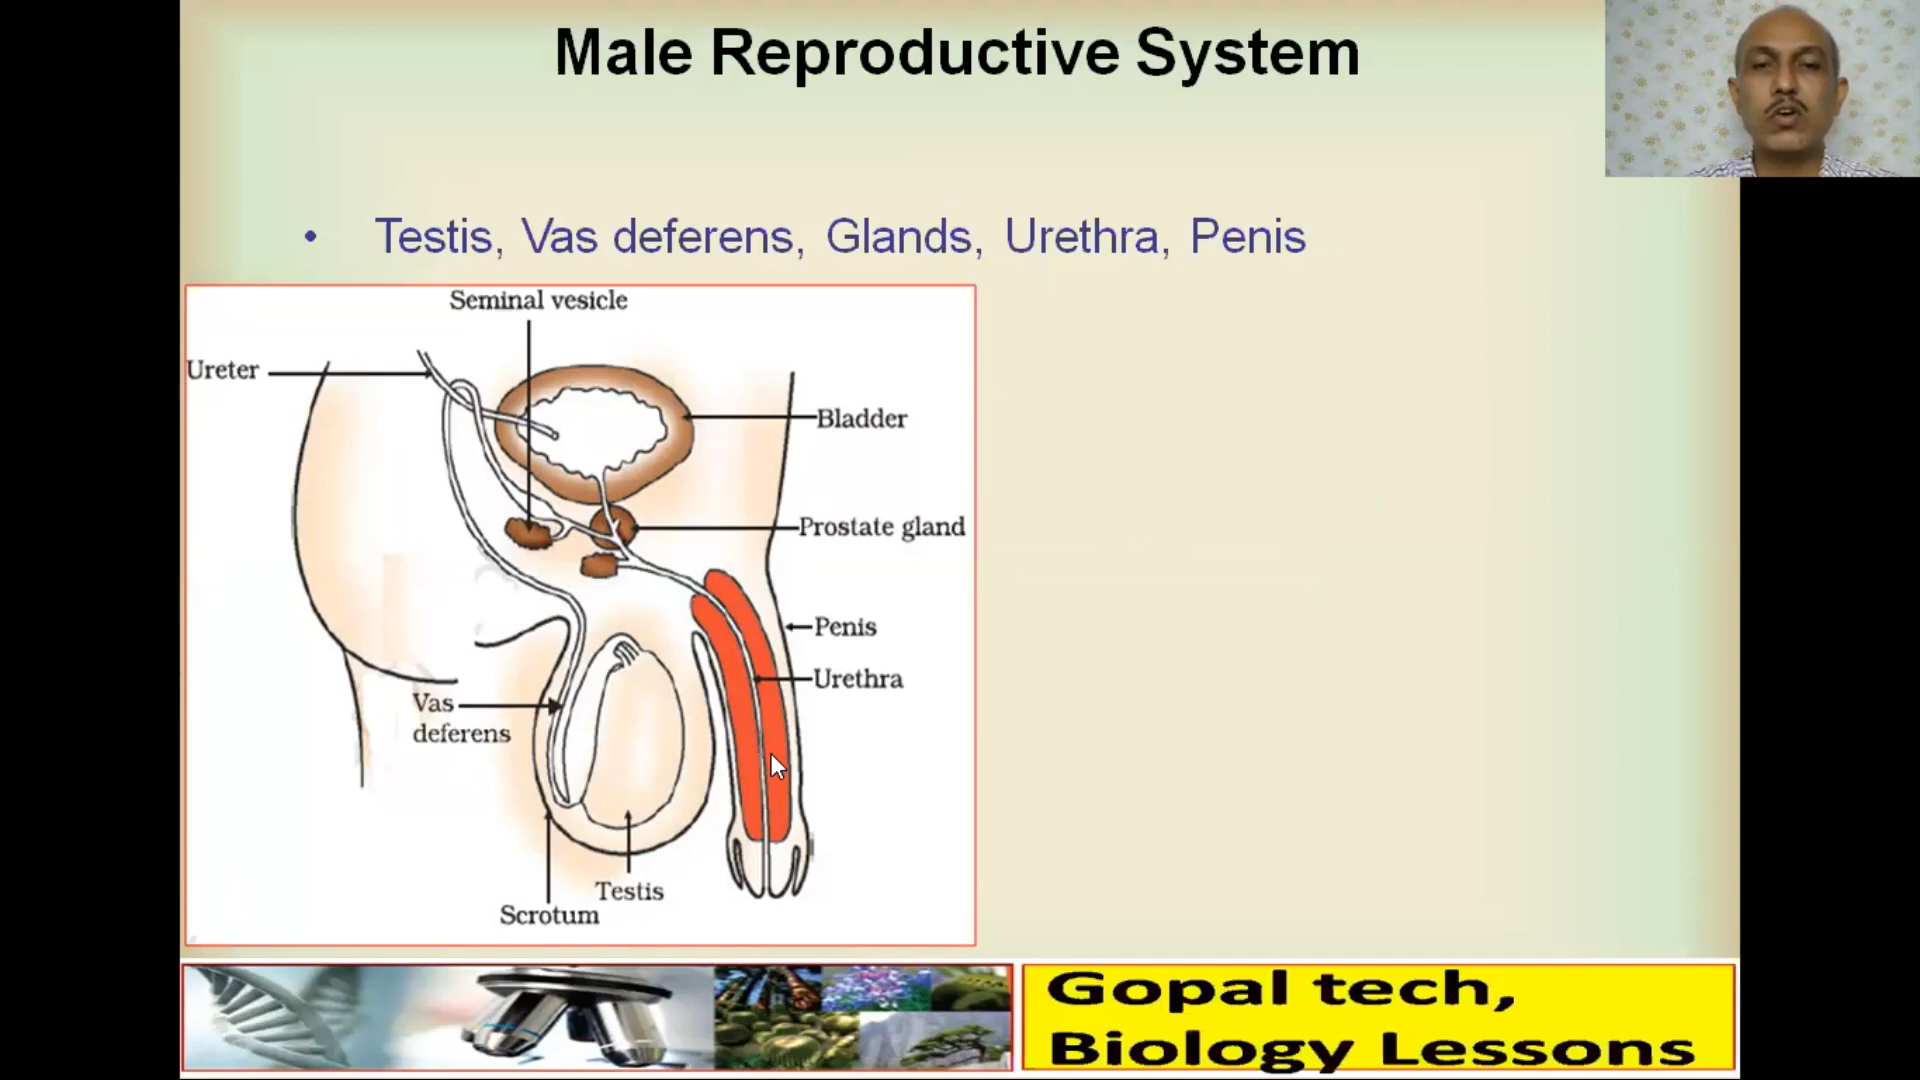 Male Reproductive System
• Testis, Vas deferens, Glands, Urethra, Penis
Seminal vesicle
Ureter
Bladder
Prostate gland
Penis
Urethra
Vas
deferens
Testis
Scrotum
Gopal tech,
Biology Lessons